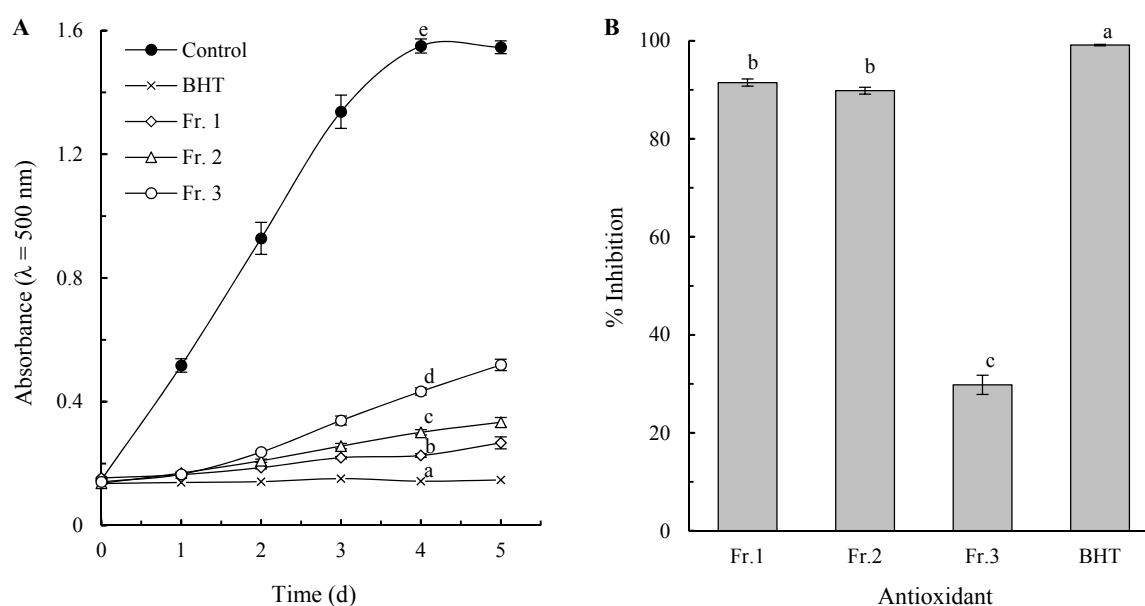 A
Absorbance (λ = 500 nm)
1.6
1.2
0.8
0.4
0
0 1 2 3 4 5
Time (d)
Control
BHT
Fr. 1
Fr. 2
Fr. 3
e
d
c
b
a
B
% Inhibition
100
80
60
40
20
0
b
b
c
a
Fr.1 Fr.2 Fr.3 BHT
Antioxidant